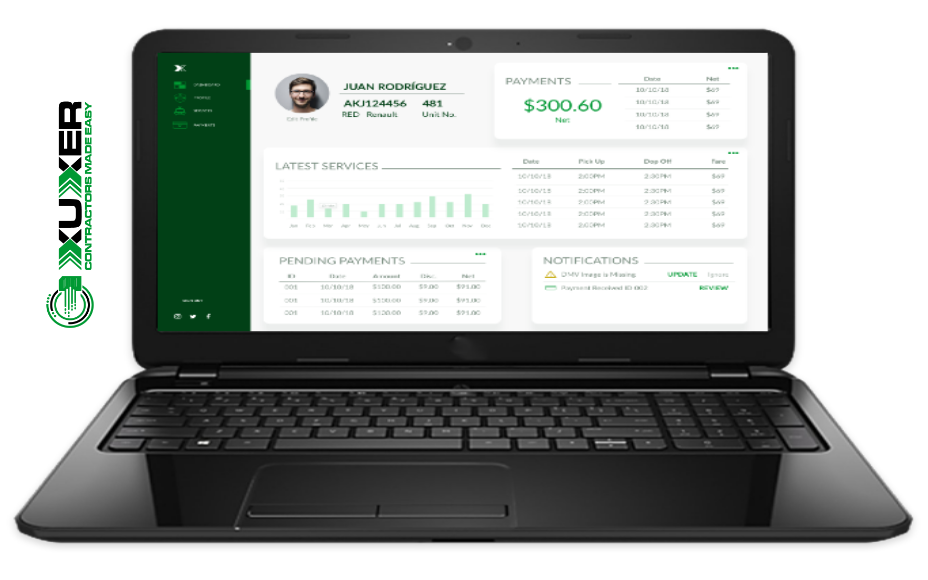 XUXER
CONTRACTORS MADE EASY
DASHBOARD
PROFILE
SERVICES
PAYMENTS
Edit Profile
JUAN RODRÍGUEZ
AKJ124456 481
RED Renault Unit No.
PAYMENTS
$300.60
Net
Date Net
10/10/18 $69
10/10/18 $69
10/10/18 $69
10/10/18 $69
LATEST SERVICES
Jan Feb Mar Apr May Jun Jul Aug Sep Oct Nov Dec
Date Pick Up Dop Off Fare
10/10/18 2:00PM 2:00PM $69
10/10/18 2:00PM 2:00PM $69
10/10/18 2:00PM 2:00PM $69
10/10/18 2:00PM 2:00PM $69
10/10/18 2:00PM 2:00PM $69
PENDING PAYMENTS
ID Date Amount Disc. Net
001 10/10/18 $100.00 $9.00 $91.00
001 10/10/18 $100.00 $9.00 $91.00
001 10/10/18 $100.00 $9.00 $91.00
NOTIFICATIONS
DMV Image is Missing UPDATE Ignore
Payment Received ID 002 REVIEW